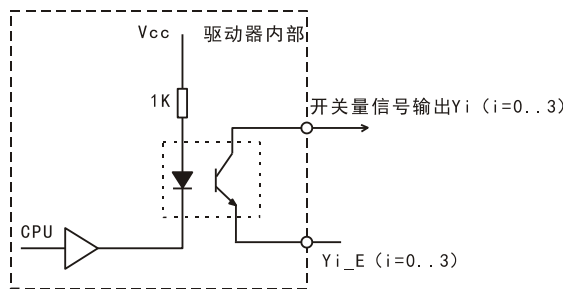 Vcc
驱动器内部
1K
开关量信号输出Yi（i=0..3）
CPU
Yi_E（i=0..3）